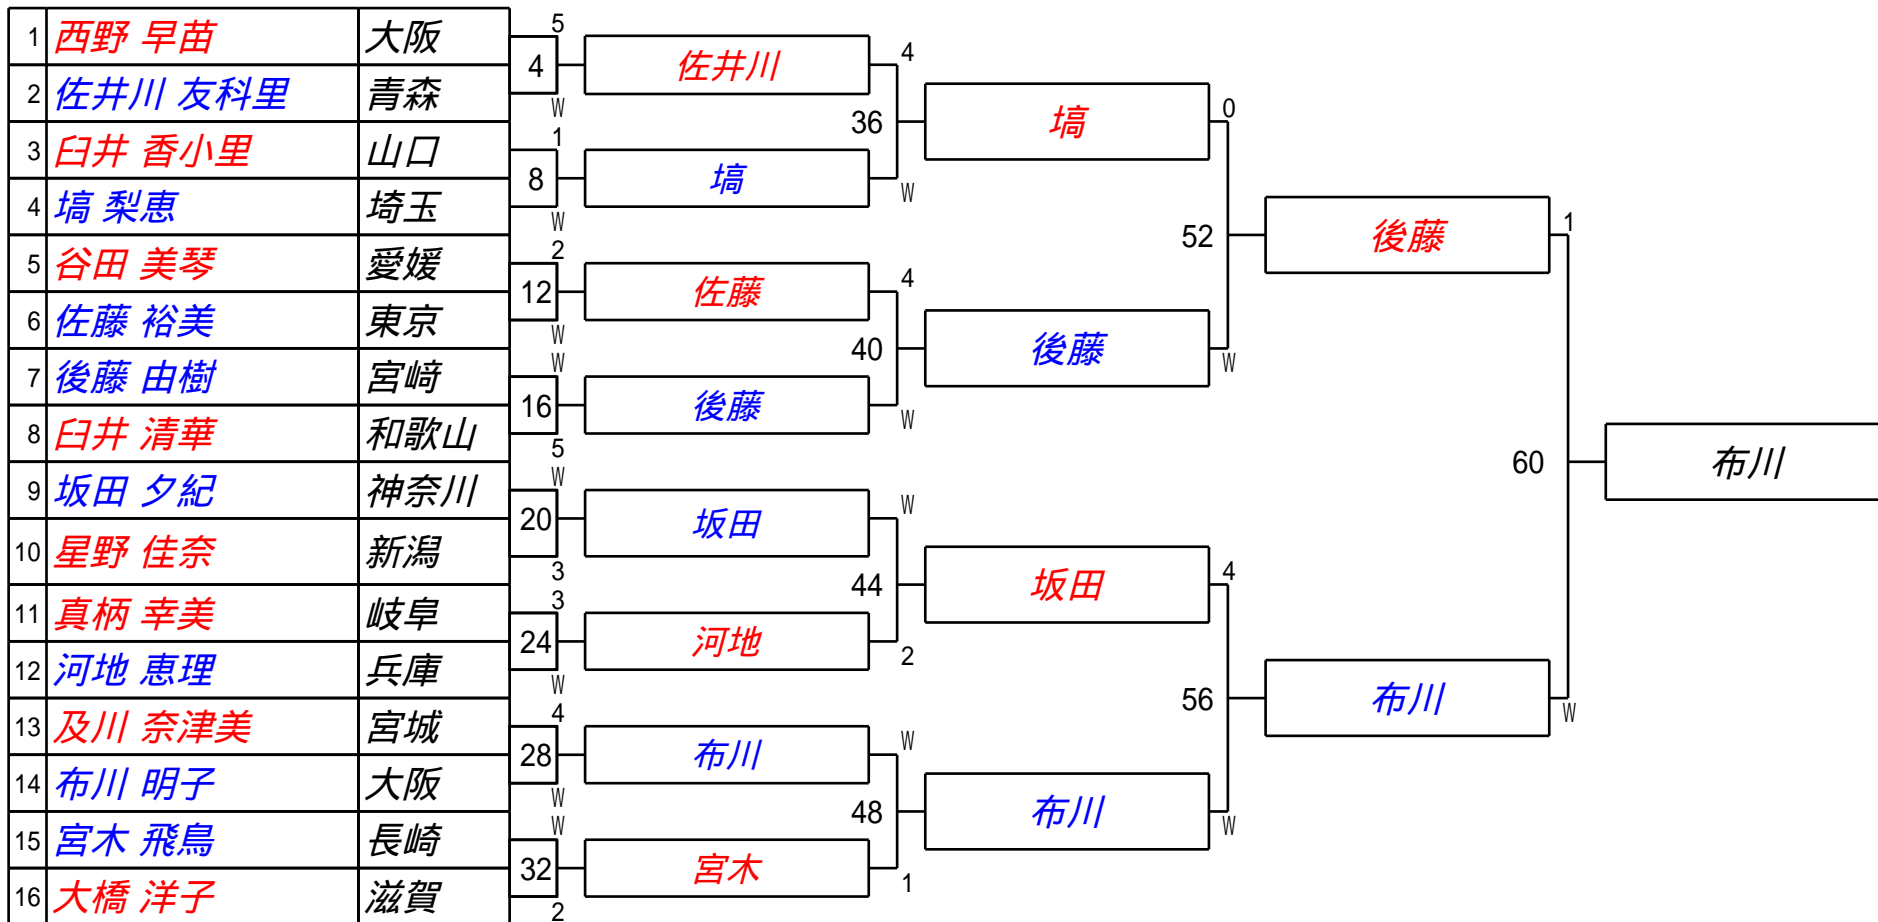 1 西野 早苗 大阪
2 佐井川 友科里 青森
3 臼井 香小里 山口
4 塙 梨恵 埼玉
5 谷田 美琴 愛媛
6 佐藤 裕美 東京
7 後藤 由樹 宮﨑
8 臼井 清華 和歌山
9 坂田 夕紀 神奈川
10 星野 佳奈 新潟
11 真柄 幸美 岐阜
12 河地 恵理 兵庫
13 及川 奈津美 宮城
14 布川 明子 大阪
15 宮木 飛鳥 長崎
16 大橋 洋子 滋賀
5
4
W
1
8
W
2
12
W
W
16
5
W
20
3
3
24
W
4
28
W
W
32
2
佐井川 4
36
塙 W
佐藤 4
40
後藤 W
坂田 W
44
河地 2
布川 W
48
宮木 1
塙 0
52
後藤 W
坂田 4
56
布川 W
後藤 1
60
布川 W
布川